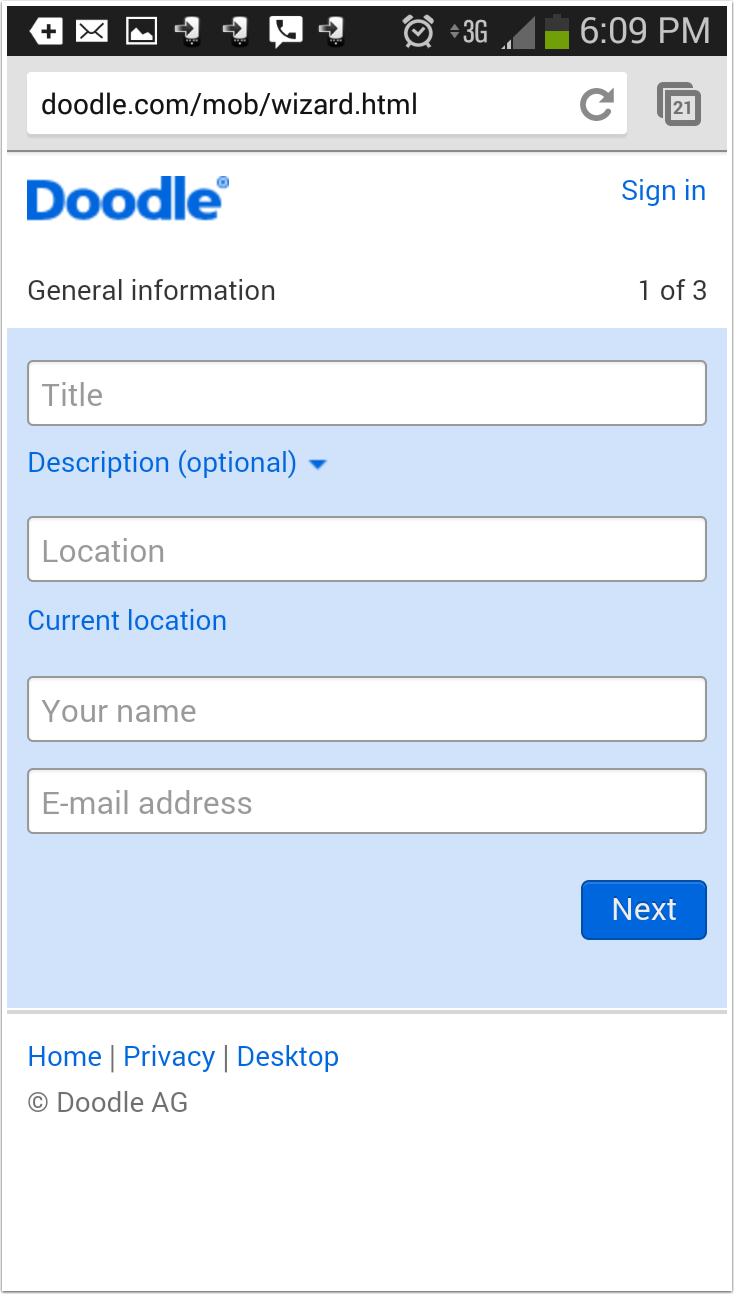 3G 6:09 PM
doodle.com/mob/wizard.html 21
Doodle
Sign in
General information 1 of 3
Title
Description (optional)
Location
Current location
Your name
E-mail address
Next
Home | Privacy | Desktop
© Doodle AG